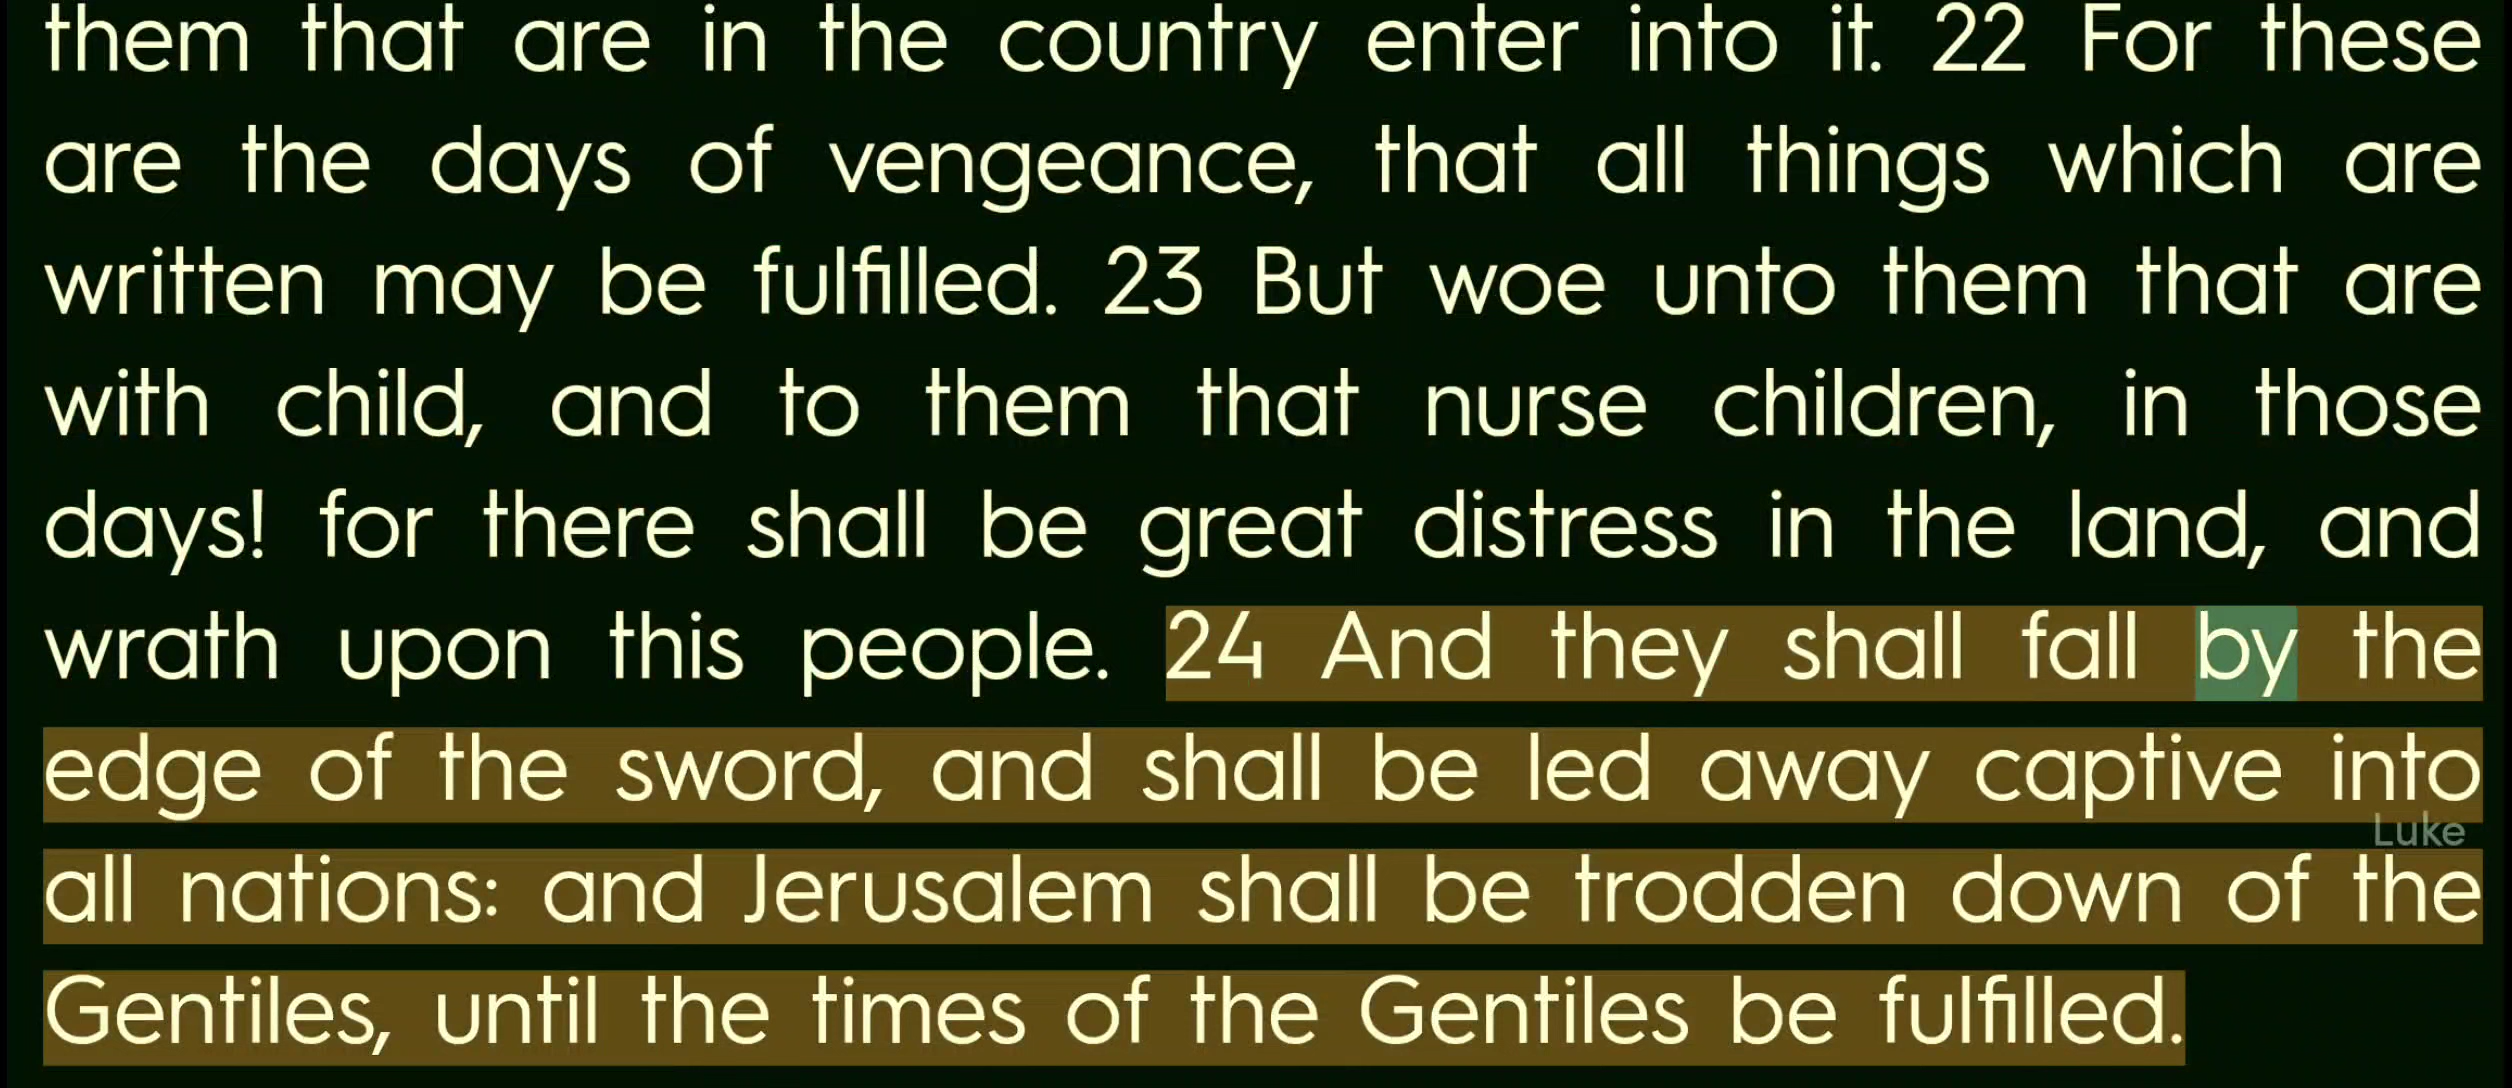 them that are in the country enter into it. 22 For these
are the days of vengeance, that all things which are
written may be fulfilled. 23 But woe unto them that are
with child, and to them that nurse children, in those
days! for there shall be great distress in the land, and
wrath upon this people. 24 And they shall fall by the
edge of the sword, and shall be led away captive into
Luke
all nations: and Jerusalem shall be trodden down of the
Gentiles, until the times of the Gentiles be fulfilled.